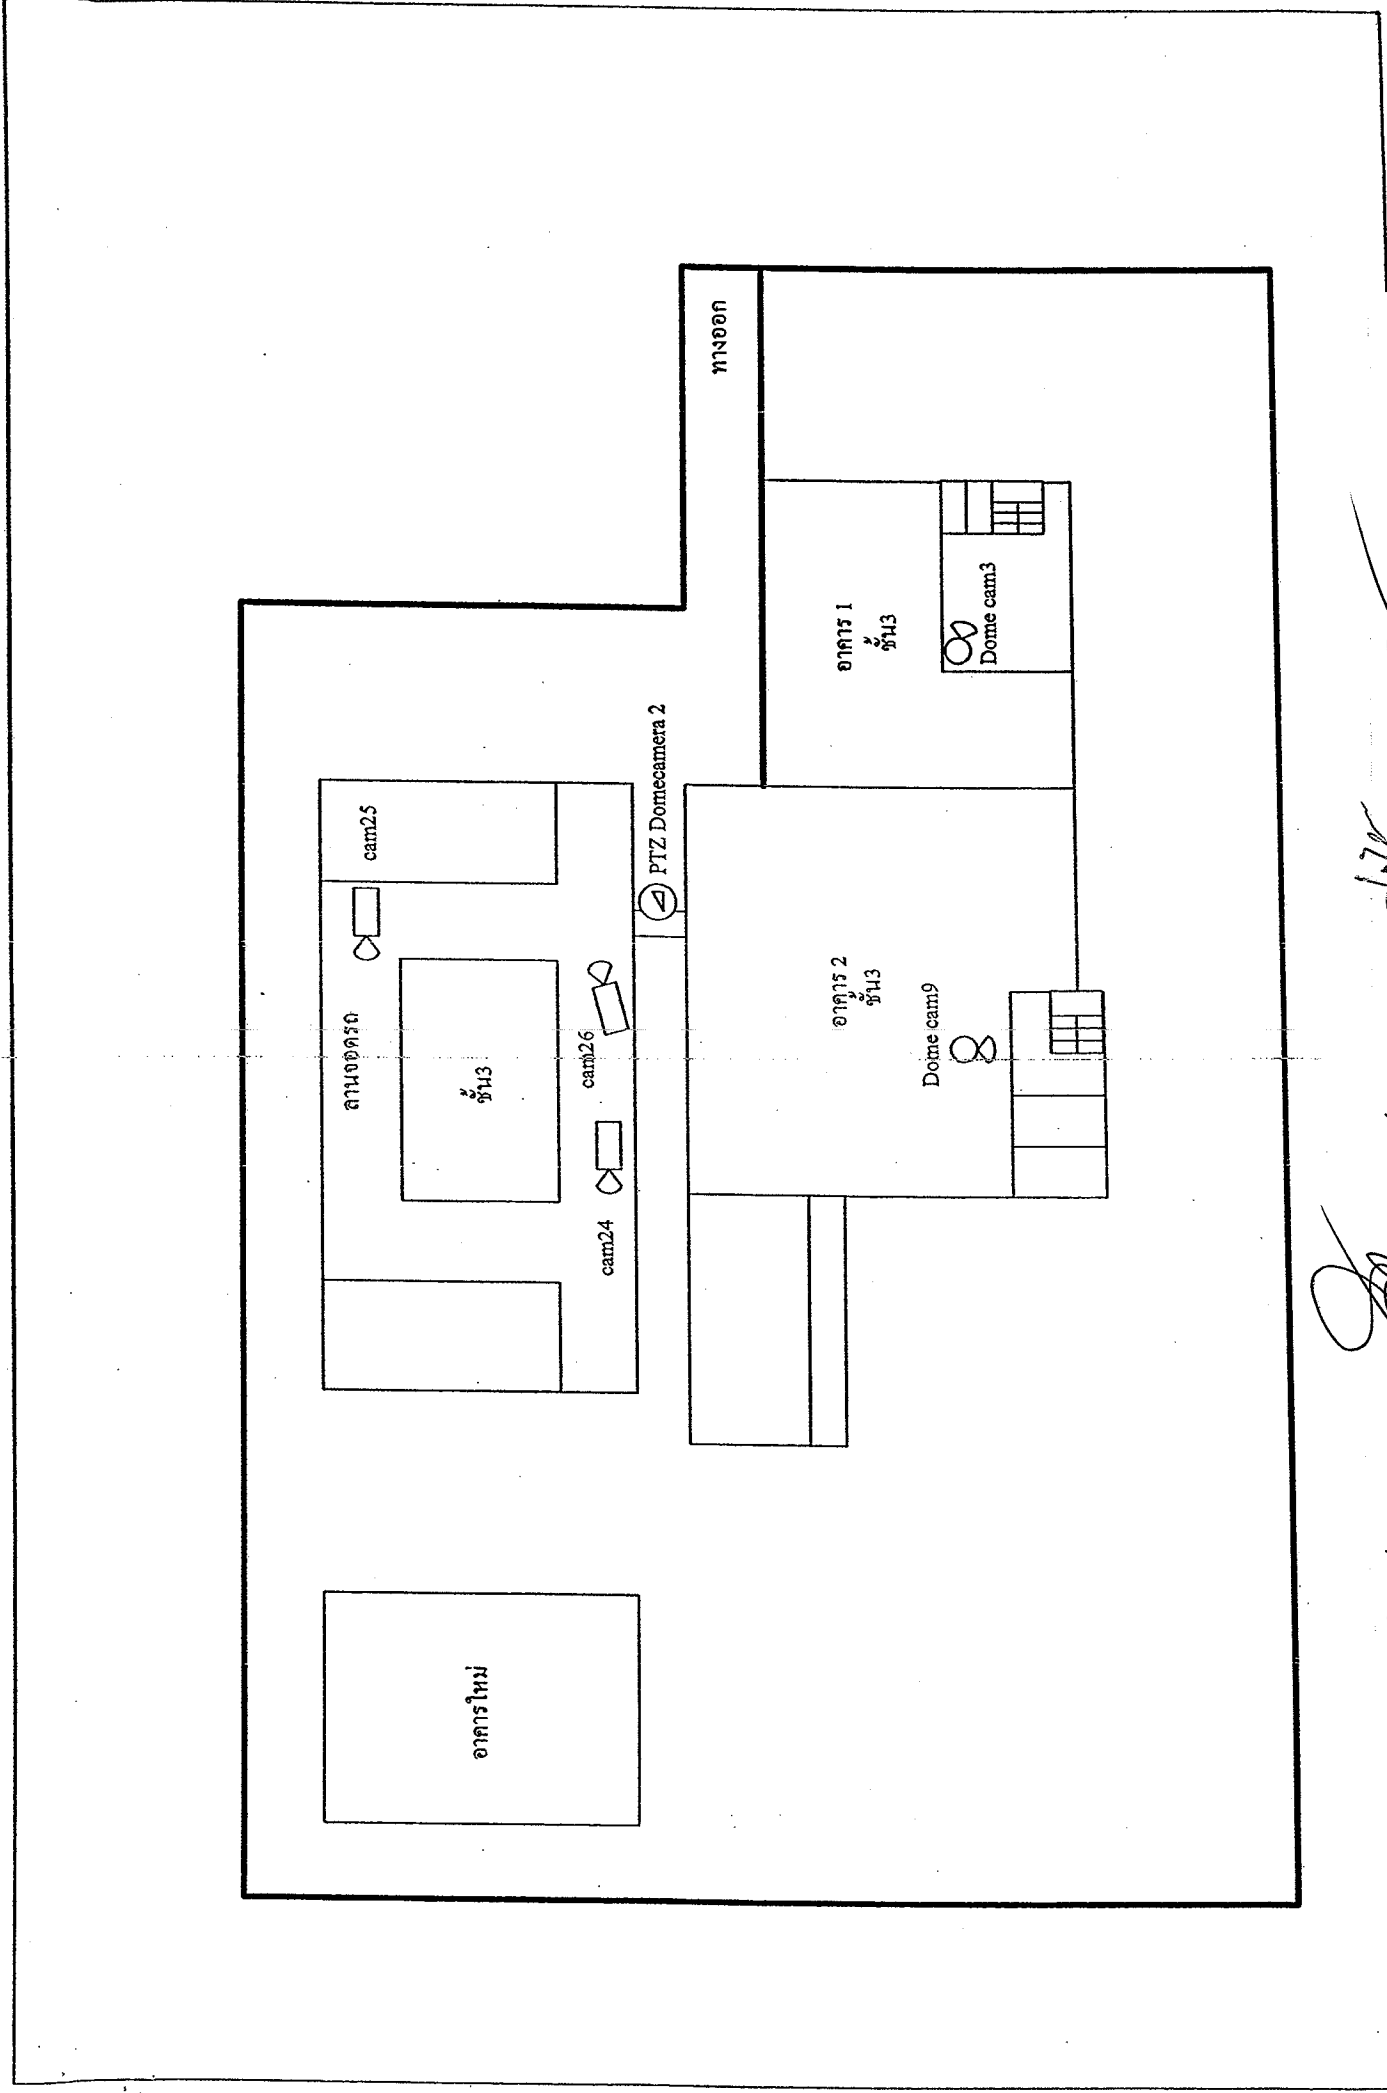 ทางออก
cam25
ลานจอดรถ
ชั้น3
cam26
cam24
PTZ Domecamera 2
อาคาร 1
ชั้น3
Dome cam3
อาคาร 2
ชั้น3
Dome cam9
อาคารใหม่